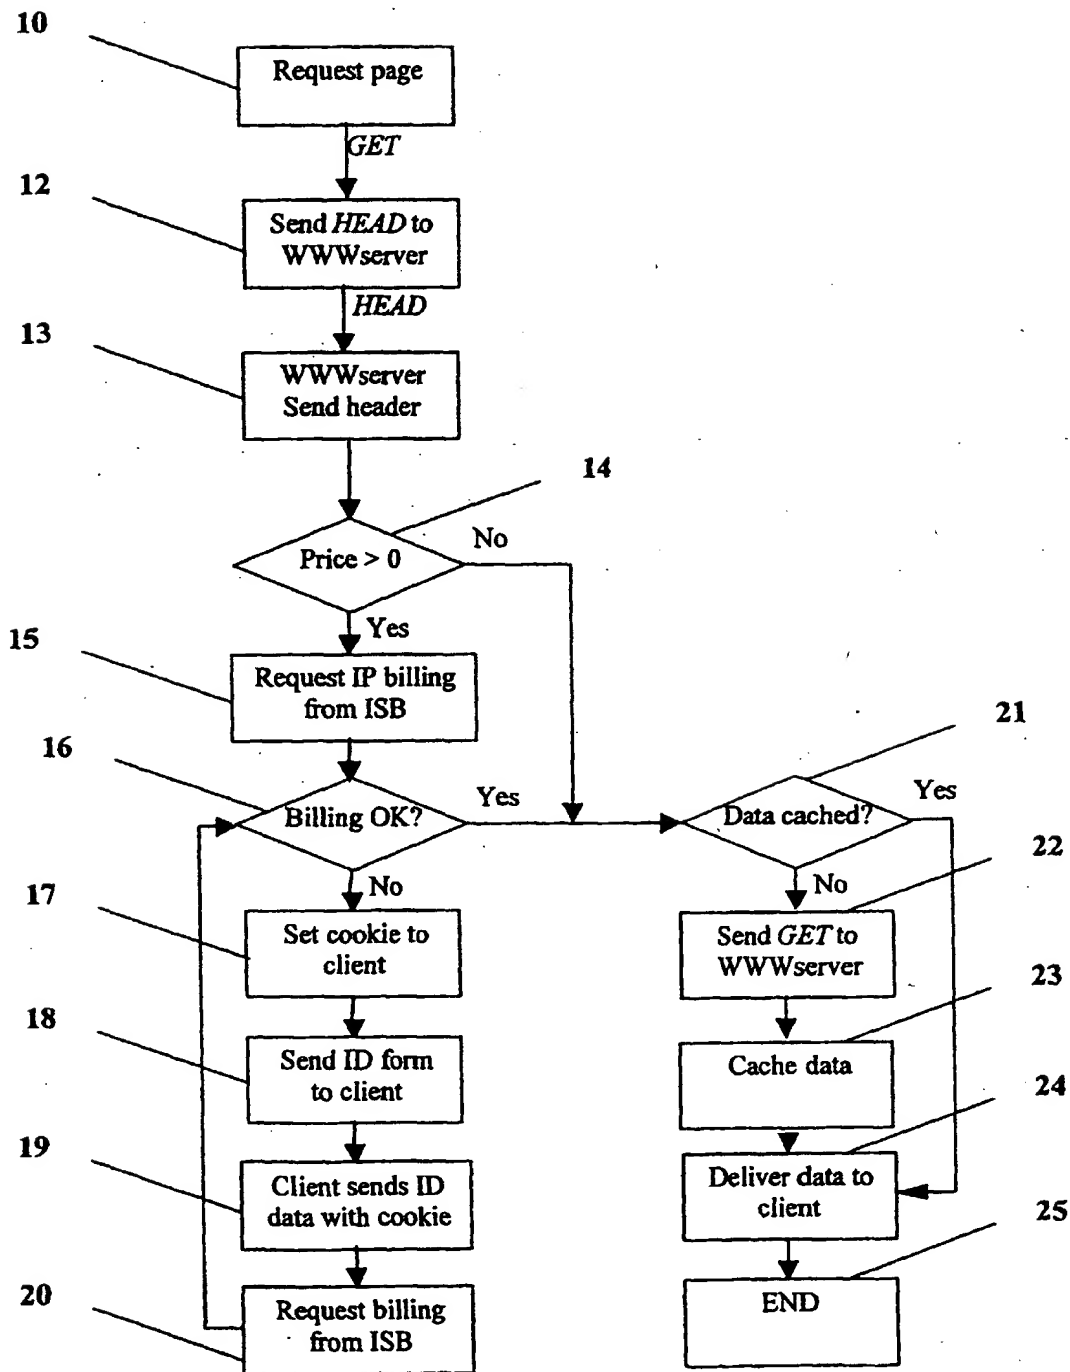 10
Request page
GET
12
Send HEAD to
WWWserver
HEAD
13
WWWserver
Send header
14
Price > 0
No
Yes
15
Request IP billing
from ISB
16
Billing OK?
Yes
21
Data cached?
Yes
No
17
Set cookie to
client
No
22
Send GET to
WWWserver
18
Send ID form
to client
23
Cache data
19
Client sends ID
data with cookie
24
Deliver data to
client
20
Request billing
from ISB
25
END